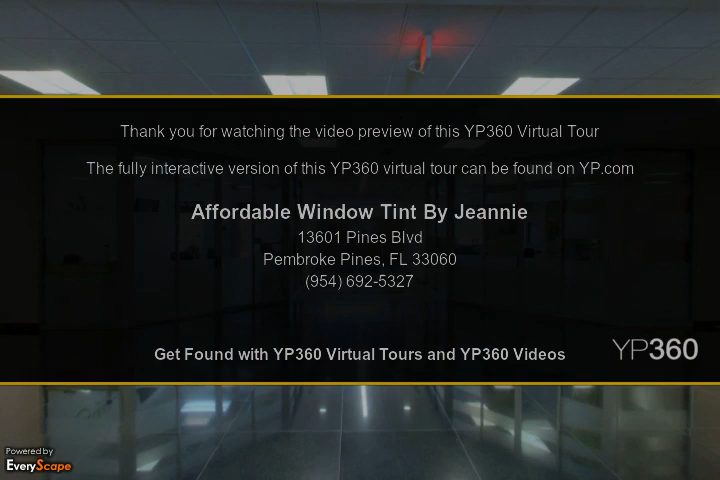 Thank you for watching the video preview of this YP360 Virtual Tour
The fully interactive version of this YP360 virtual tour can be found on YP.com
Affordable Window Tint By Jeannie
13601 Pines Blvd
Pembroke Pines, FL 33060
(954) 692-5327
Get Found with YP360 Virtual Tours and YP360 Videos
YP360
Powered by
EveryScape